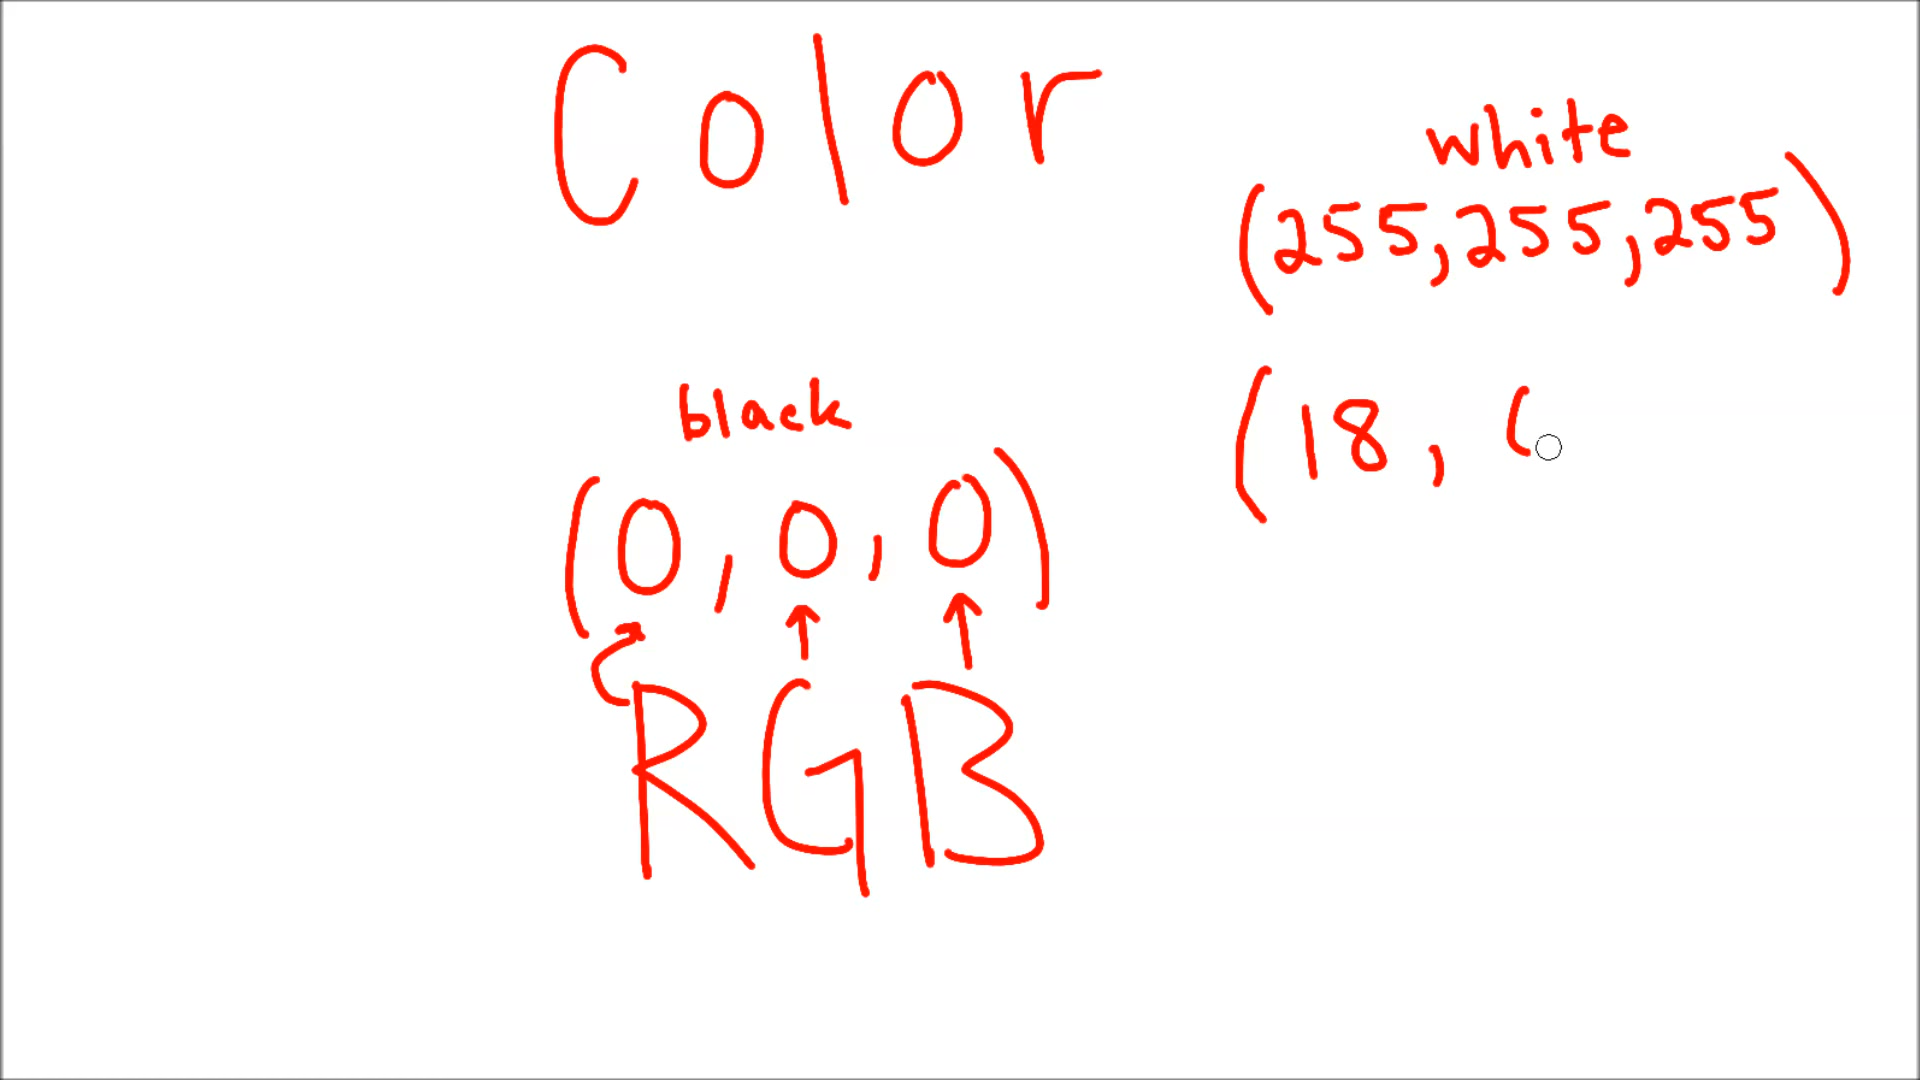 Color
white
(255,255,255)
black
(18,
(0,0,0)
RGB